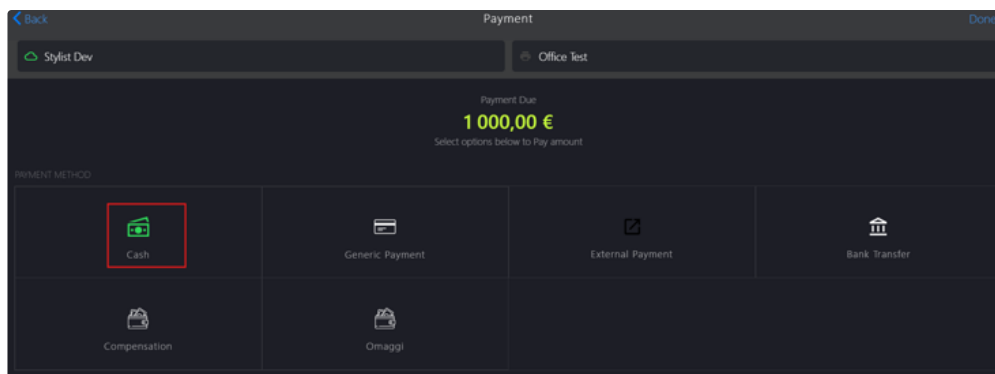 Back
Payment
Done
Stylist Dev
Office Test
Payment Due
1 000,00 €
Select options below to Pay amount
PAYMENT METHOD
Cash
Generic Payment
External Payment
Bank Transfer
Compensation
Omaggi